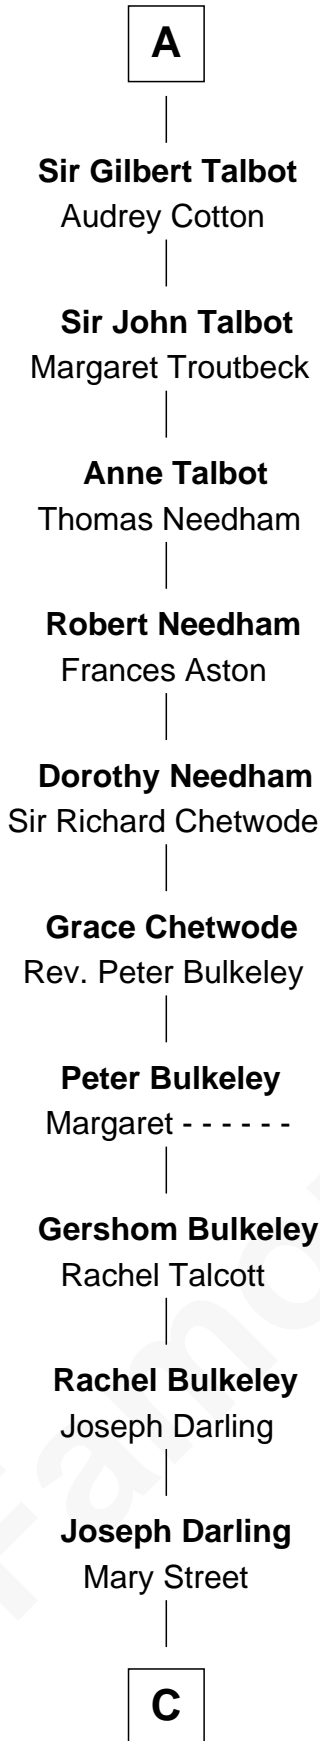 A
Sir Gilbert Talbot
Audrey Cotton
Sir John Talbot
Margaret Troutbeck
Anne Talbot
Thomas Needham
Robert Needham
Frances Aston
Dorothy Needham
Sir Richard Chetwode
Grace Chetwode
Rev. Peter Bulkeley
Peter Bulkeley
Margaret - - - - - -
Gershom Bulkeley
Rachel Talcott
Rachel Bulkeley
Joseph Darling
Joseph Darling
Mary Street
C